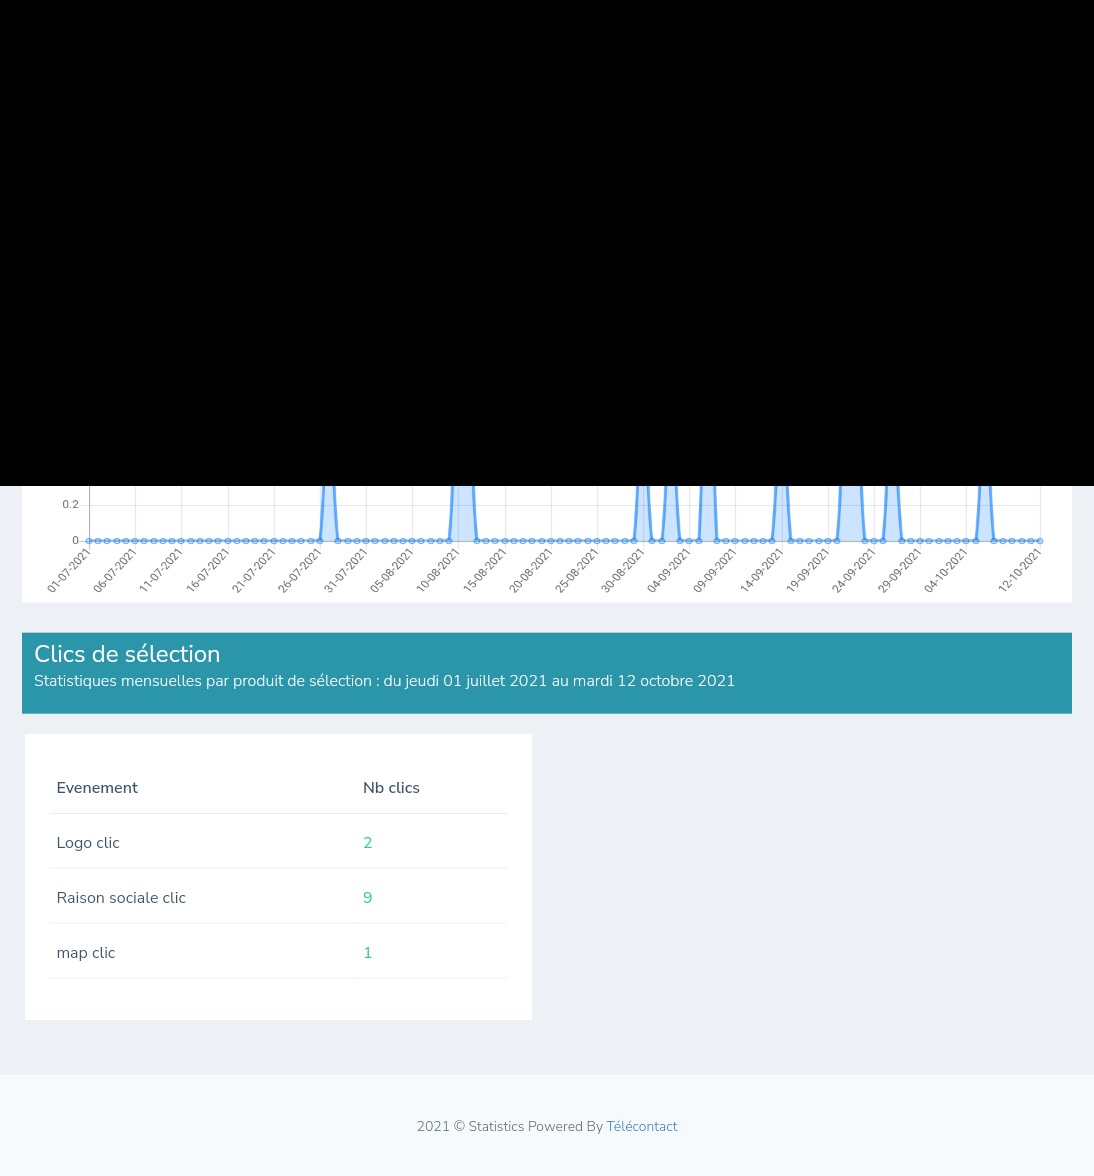 0.2
0
01-07-2021 06-07-2021 11-07-2021 16-07-2021 21-07-2021 26-07-2021 31-07-2021 05-08-2021 10-08-2021 15-08-2021 20-08-2021 25-08-2021 30-08-2021 04-09-2021 09-09-2021 14-09-2021 19-09-2021 24-09-2021 29-09-2021 04-10-2021 12-10-2021
Clics de sélection
Statistiques mensuelles par produit de sélection : du jeudi 01 juillet 2021 au mardi 12 octobre 2021
Evenement Nb clics
Logo clic 2
Raison sociale clic 9
map clic 1
2021 © Statistics Powered By Télécontact